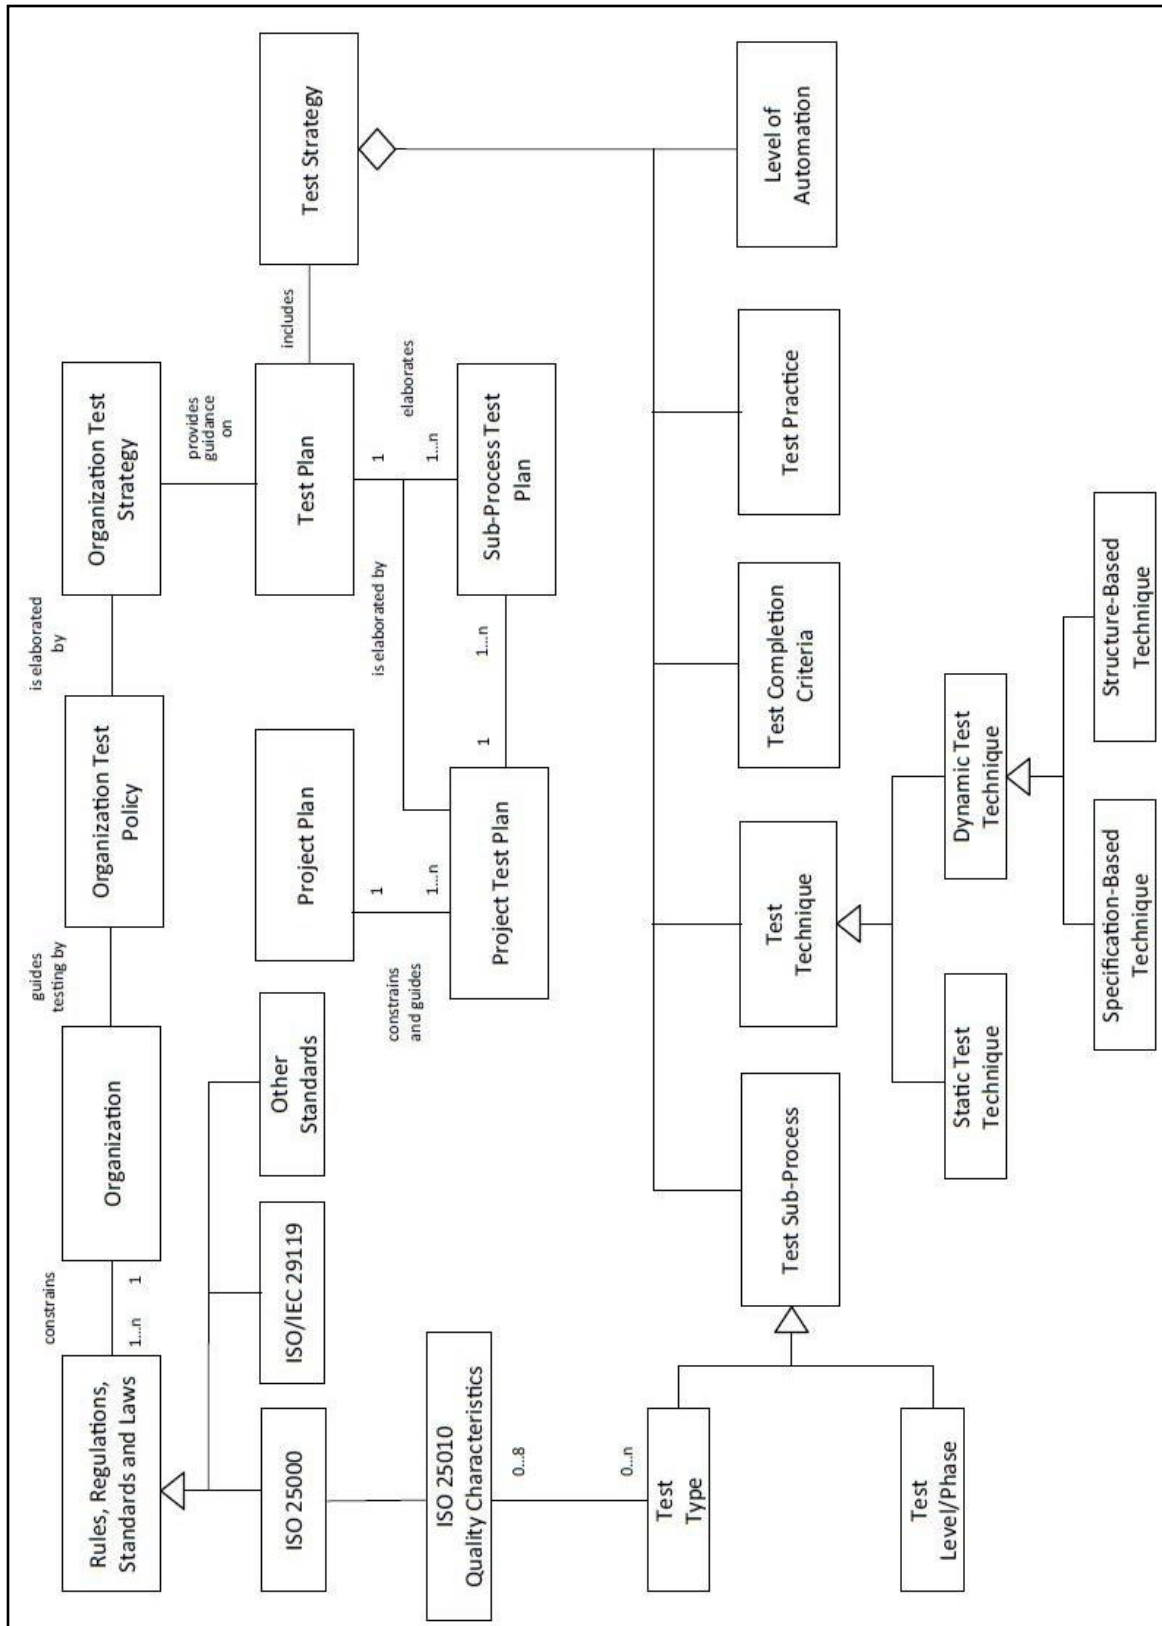 Rules, Regulations,
Standards and Laws
constrains
1...n
1
Organization
guides
testing by
Organization Test
Policy
is elaborated
by
Organization Test
Strategy
provides
guidance
on
ISO 25000
ISO/IEC 29119
Other
Standards
Project Plan
Test Plan
includes
Test Strategy
1
1...n
constrains
and guides
is elaborated by
1
1...n
elaborates
ISO 25010
Quality Characteristics
Project Test Plan
1
1...n
Sub-Process Test
Plan
0...8
0...n
Test
Type
Test Sub-Process
Test
Technique
Test Completion
Criteria
Test Practice
Level of
Automation
Test
Level/Phase
Static Test
Technique
Dynamic Test
Technique
Specification-Based
Technique
Structure-Based
Technique